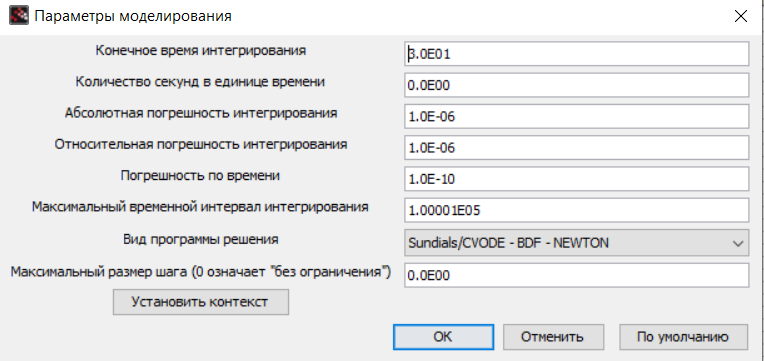 Параметры моделирования
Конечное время интегрирования 3.0E01
Количество секунд в единице времени 0.0E00
Абсолютная погрешность интегрирования 1.0E-06
Относительная погрешность интегрирования 1.0E-06
Погрешность по времени 1.0E-10
Максимальный временной интервал интегрирования 1.00001E05
Вид программы решения Sundials/CVODE - BDF - NEWTON
Максимальный размер шага (0 означает "без ограничения") 0.0E00
Установить контекст
OK Отменить По умолчанию